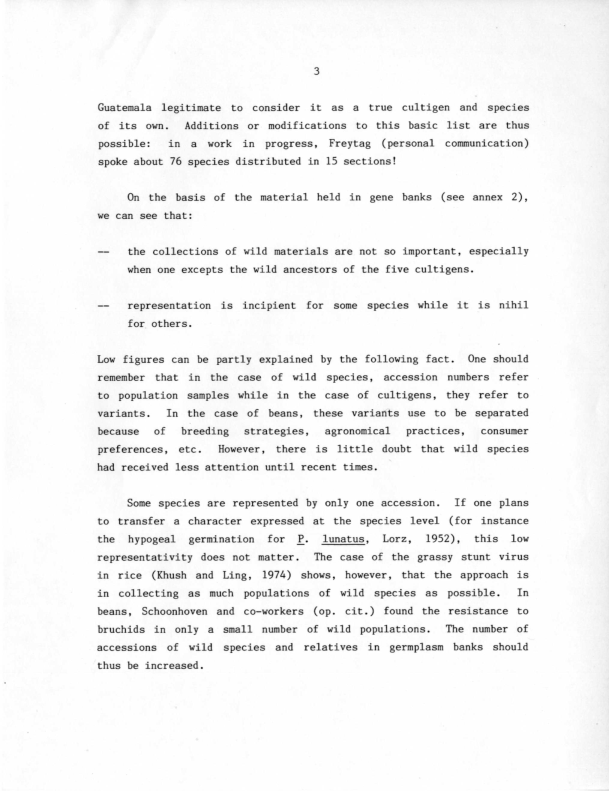 3
Guatemala legitimate to consider it as a true cultigen and species
of its own. Additions or modifications to this basic list are thus
possible: in a work in progress, Freytag (personal communication)
spoke about 76 species distributed in 15 sections!
On the basis of the material held in gene banks (see annex 2),
we can see that:
-- the collections of wild materials are not so important, especially
when one excepts the wild ancestors of the five cultigens.
-- representation is incipient for some species while it is nihil
for others.
Low figures can be partly explained by the following fact. One should
remember that in the case of wild species, accession numbers refer
to population samples while in the case of cultigens, they refer to
variants. In the case of beans, these variants use to be separated
because of breeding strategies, agronomical practices, consumer
preferences, etc. However, there is little doubt that wild species
had received less attention until recent times.
Some species are represented by only one accession. If one plans
to transfer a character expressed at the species level (for instance
the hypogeal germination for P. lunatus, Lorz, 1952), this low
representativity does not matter. The case of the grassy stunt virus
in rice (Khush and Ling, 1974) shows, however, that the approach is
in collecting as much populations of wild species as possible. In
beans, Schoonhoven and co-workers (op. cit.) found the resistance to
bruchids in only a small number of wild populations. The number of
accessions of wild species and relatives in germplasm banks should
thus be increased.